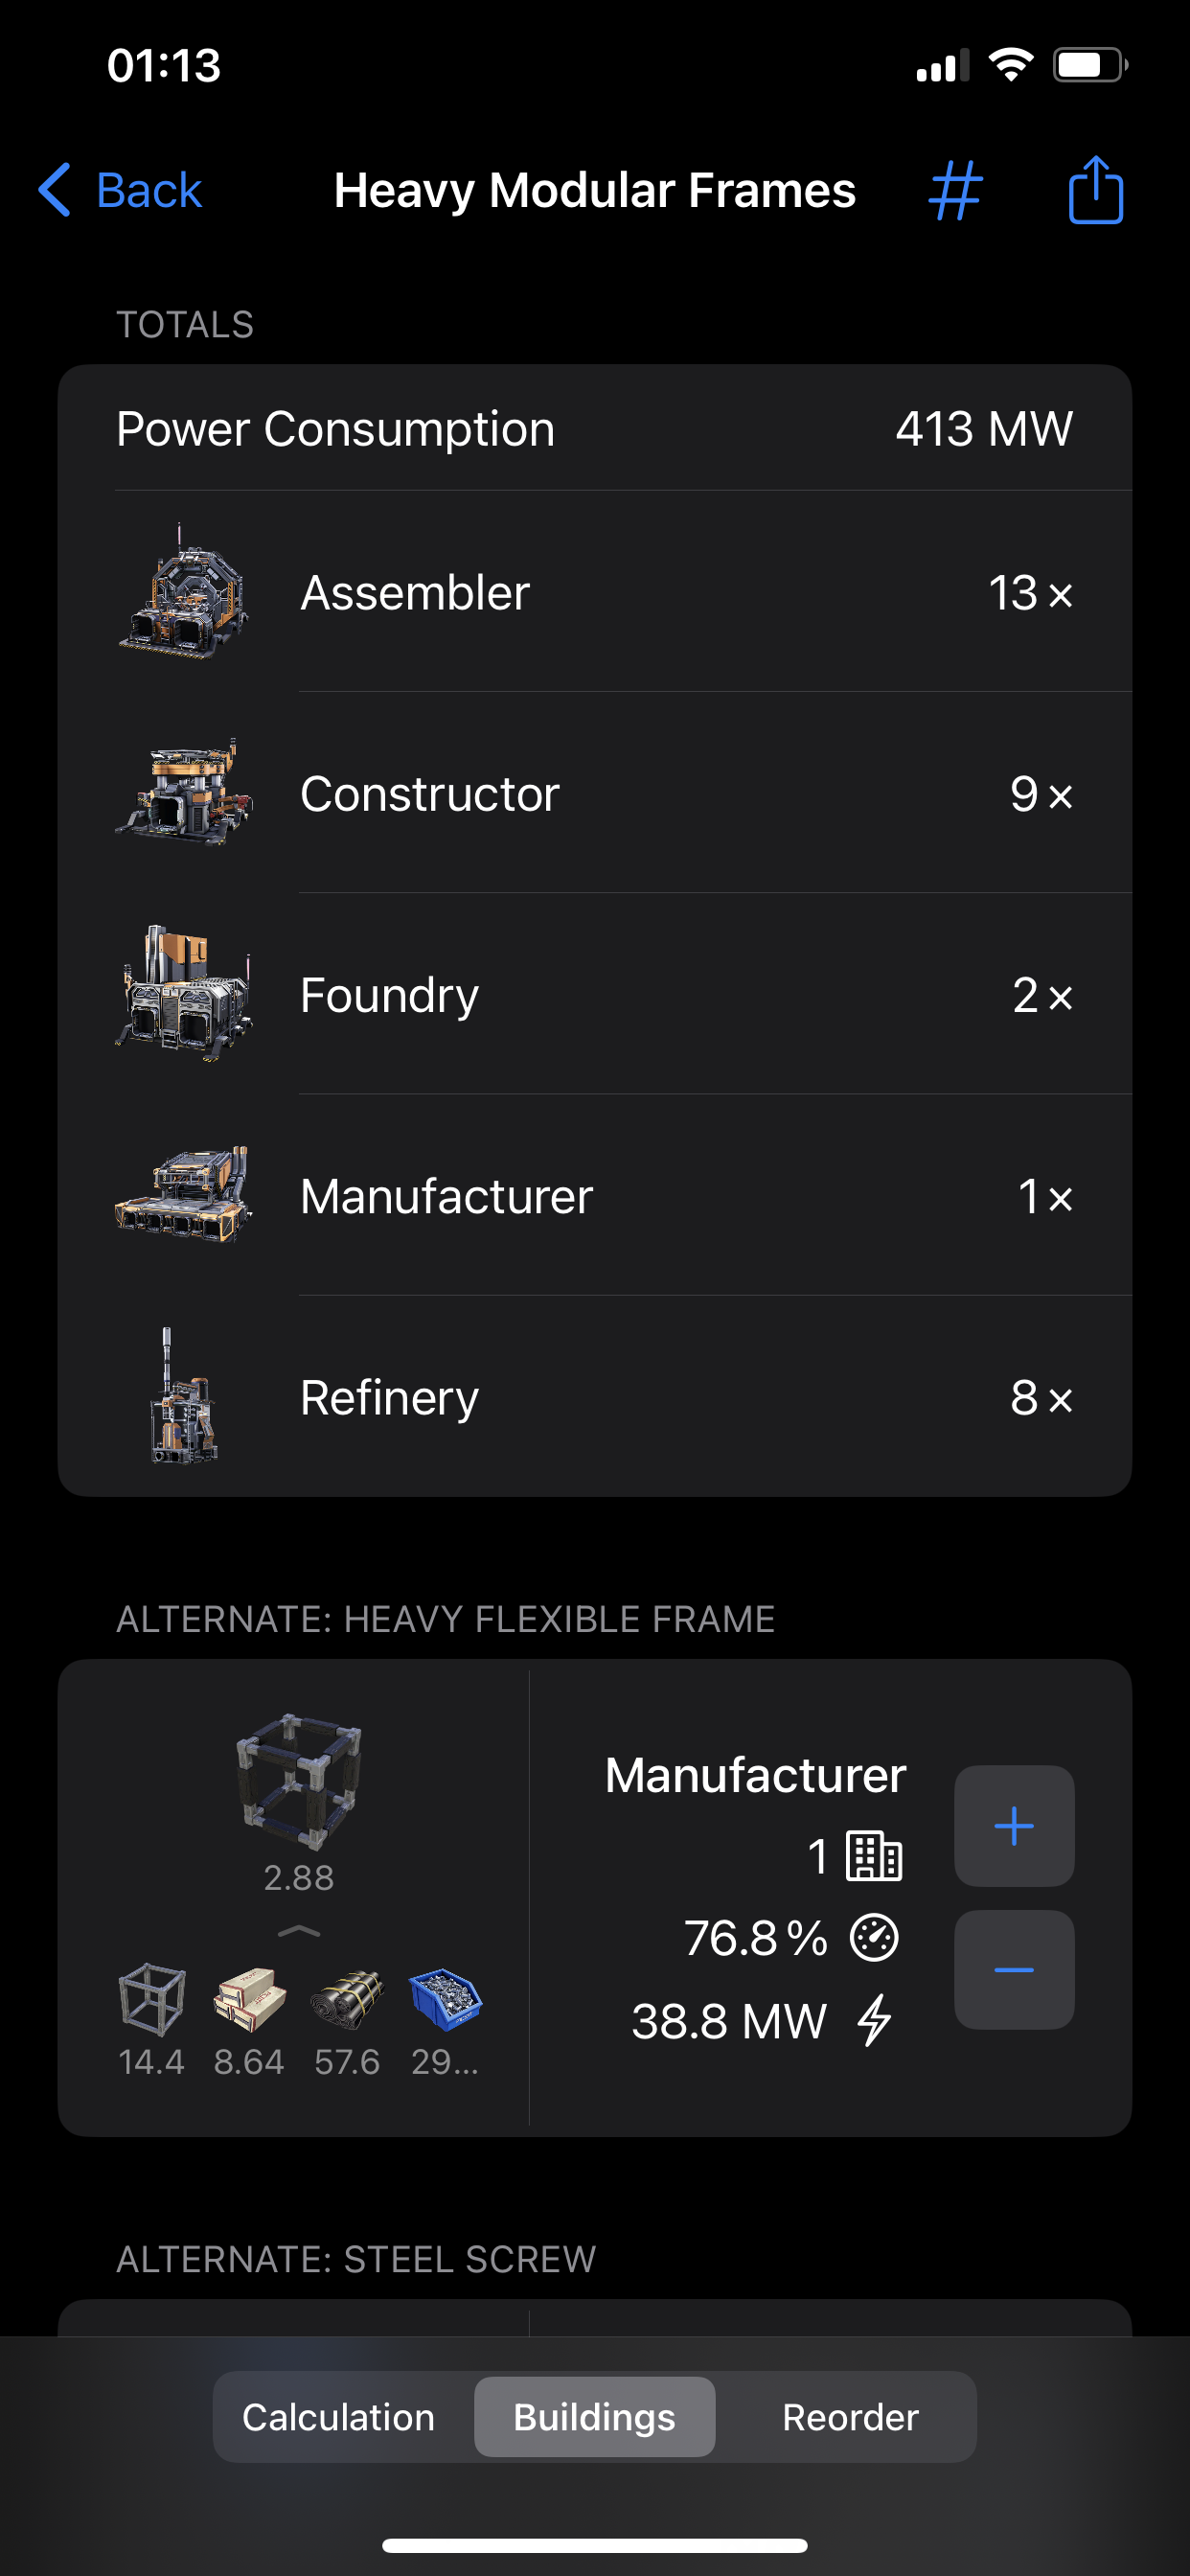 01:13
Back
Heavy Modular Frames
#
TOTALS
Power Consumption 413 MW
Assembler 13×
Constructor 9×
Foundry 2×
Manufacturer 1×
Refinery 8×
ALTERNATE: HEAVY FLEXIBLE FRAME
2.88
14.4 8.64 57.6 29...
Manufacturer
1
76.8%
38.8 MW
+
−
ALTERNATE: STEEL SCREW
Calculation Buildings Reorder